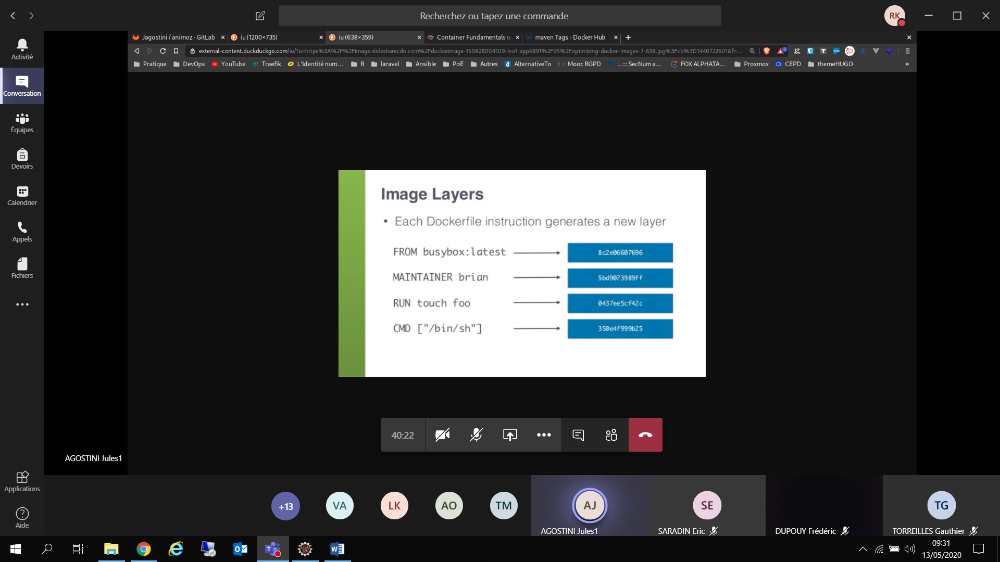 Recherchez ou tapez une commande
RK
Activité
Conversation
Équipes
Devoirs
Calendrier
Appels
Fichiers
Applications
Aide
Jagostini / animoz · GitLab
iu (1200×735)
iu (638×359)
Container Fundamentals u
maven Tags - Docker Hub
external-content.duckduckgo.com/iu/?u=https%3A%2F%2Fimage.slidesharecdn.com%2Fdockerimage-150828004109-lva1-app6891%2F95%2Foptimizing-docker-images-7-638.jpg%3Fcb%3D1440722601&f=...
Pratique DevOps YouTube Traefik L'Identité num... R laravel Ansible PoE Autres AlternativeTo Mooc RGPD ...::: SecNum a... FOX ALPHATA... Proxmox CEPD themeHUGO »
Image Layers
• Each Dockerfile instruction generates a new layer
FROM busybox:latest 8c2e06607696
MAINTAINER brian 5bd9073989ff
RUN touch foo 0437ee5cf42c
CMD ["/bin/sh"] 350e4f999b25
40:22
AGOSTINI Jules1
+13
VA
LK
AO
TM
AJ
AGOSTINI Jules1
SE
SARADIN Eric
DUPOUY Frédéric
TG
TORREILLES Gauthier
09:31
13/05/2020